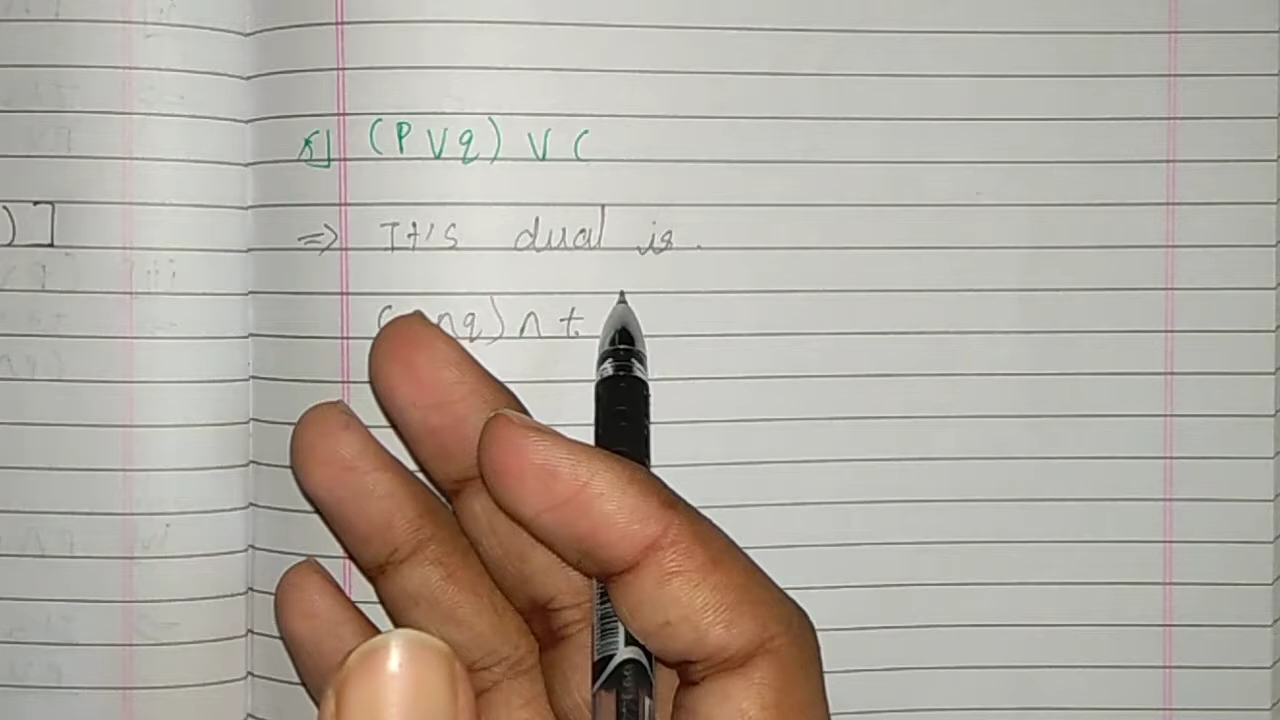 (P ∨ q) ∨ C
⇒ It's dual is.
∧ q) ∧ t.